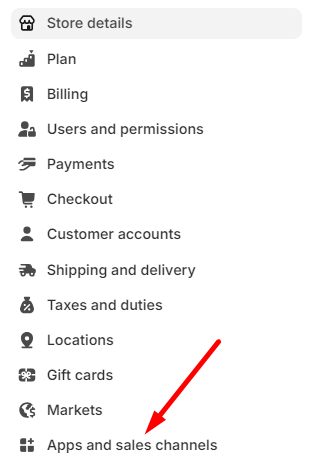 Store details
Plan
Billing
Users and permissions
Payments
Checkout
Customer accounts
Shipping and delivery
Taxes and duties
Locations
Gift cards
Markets
Apps and sales channels